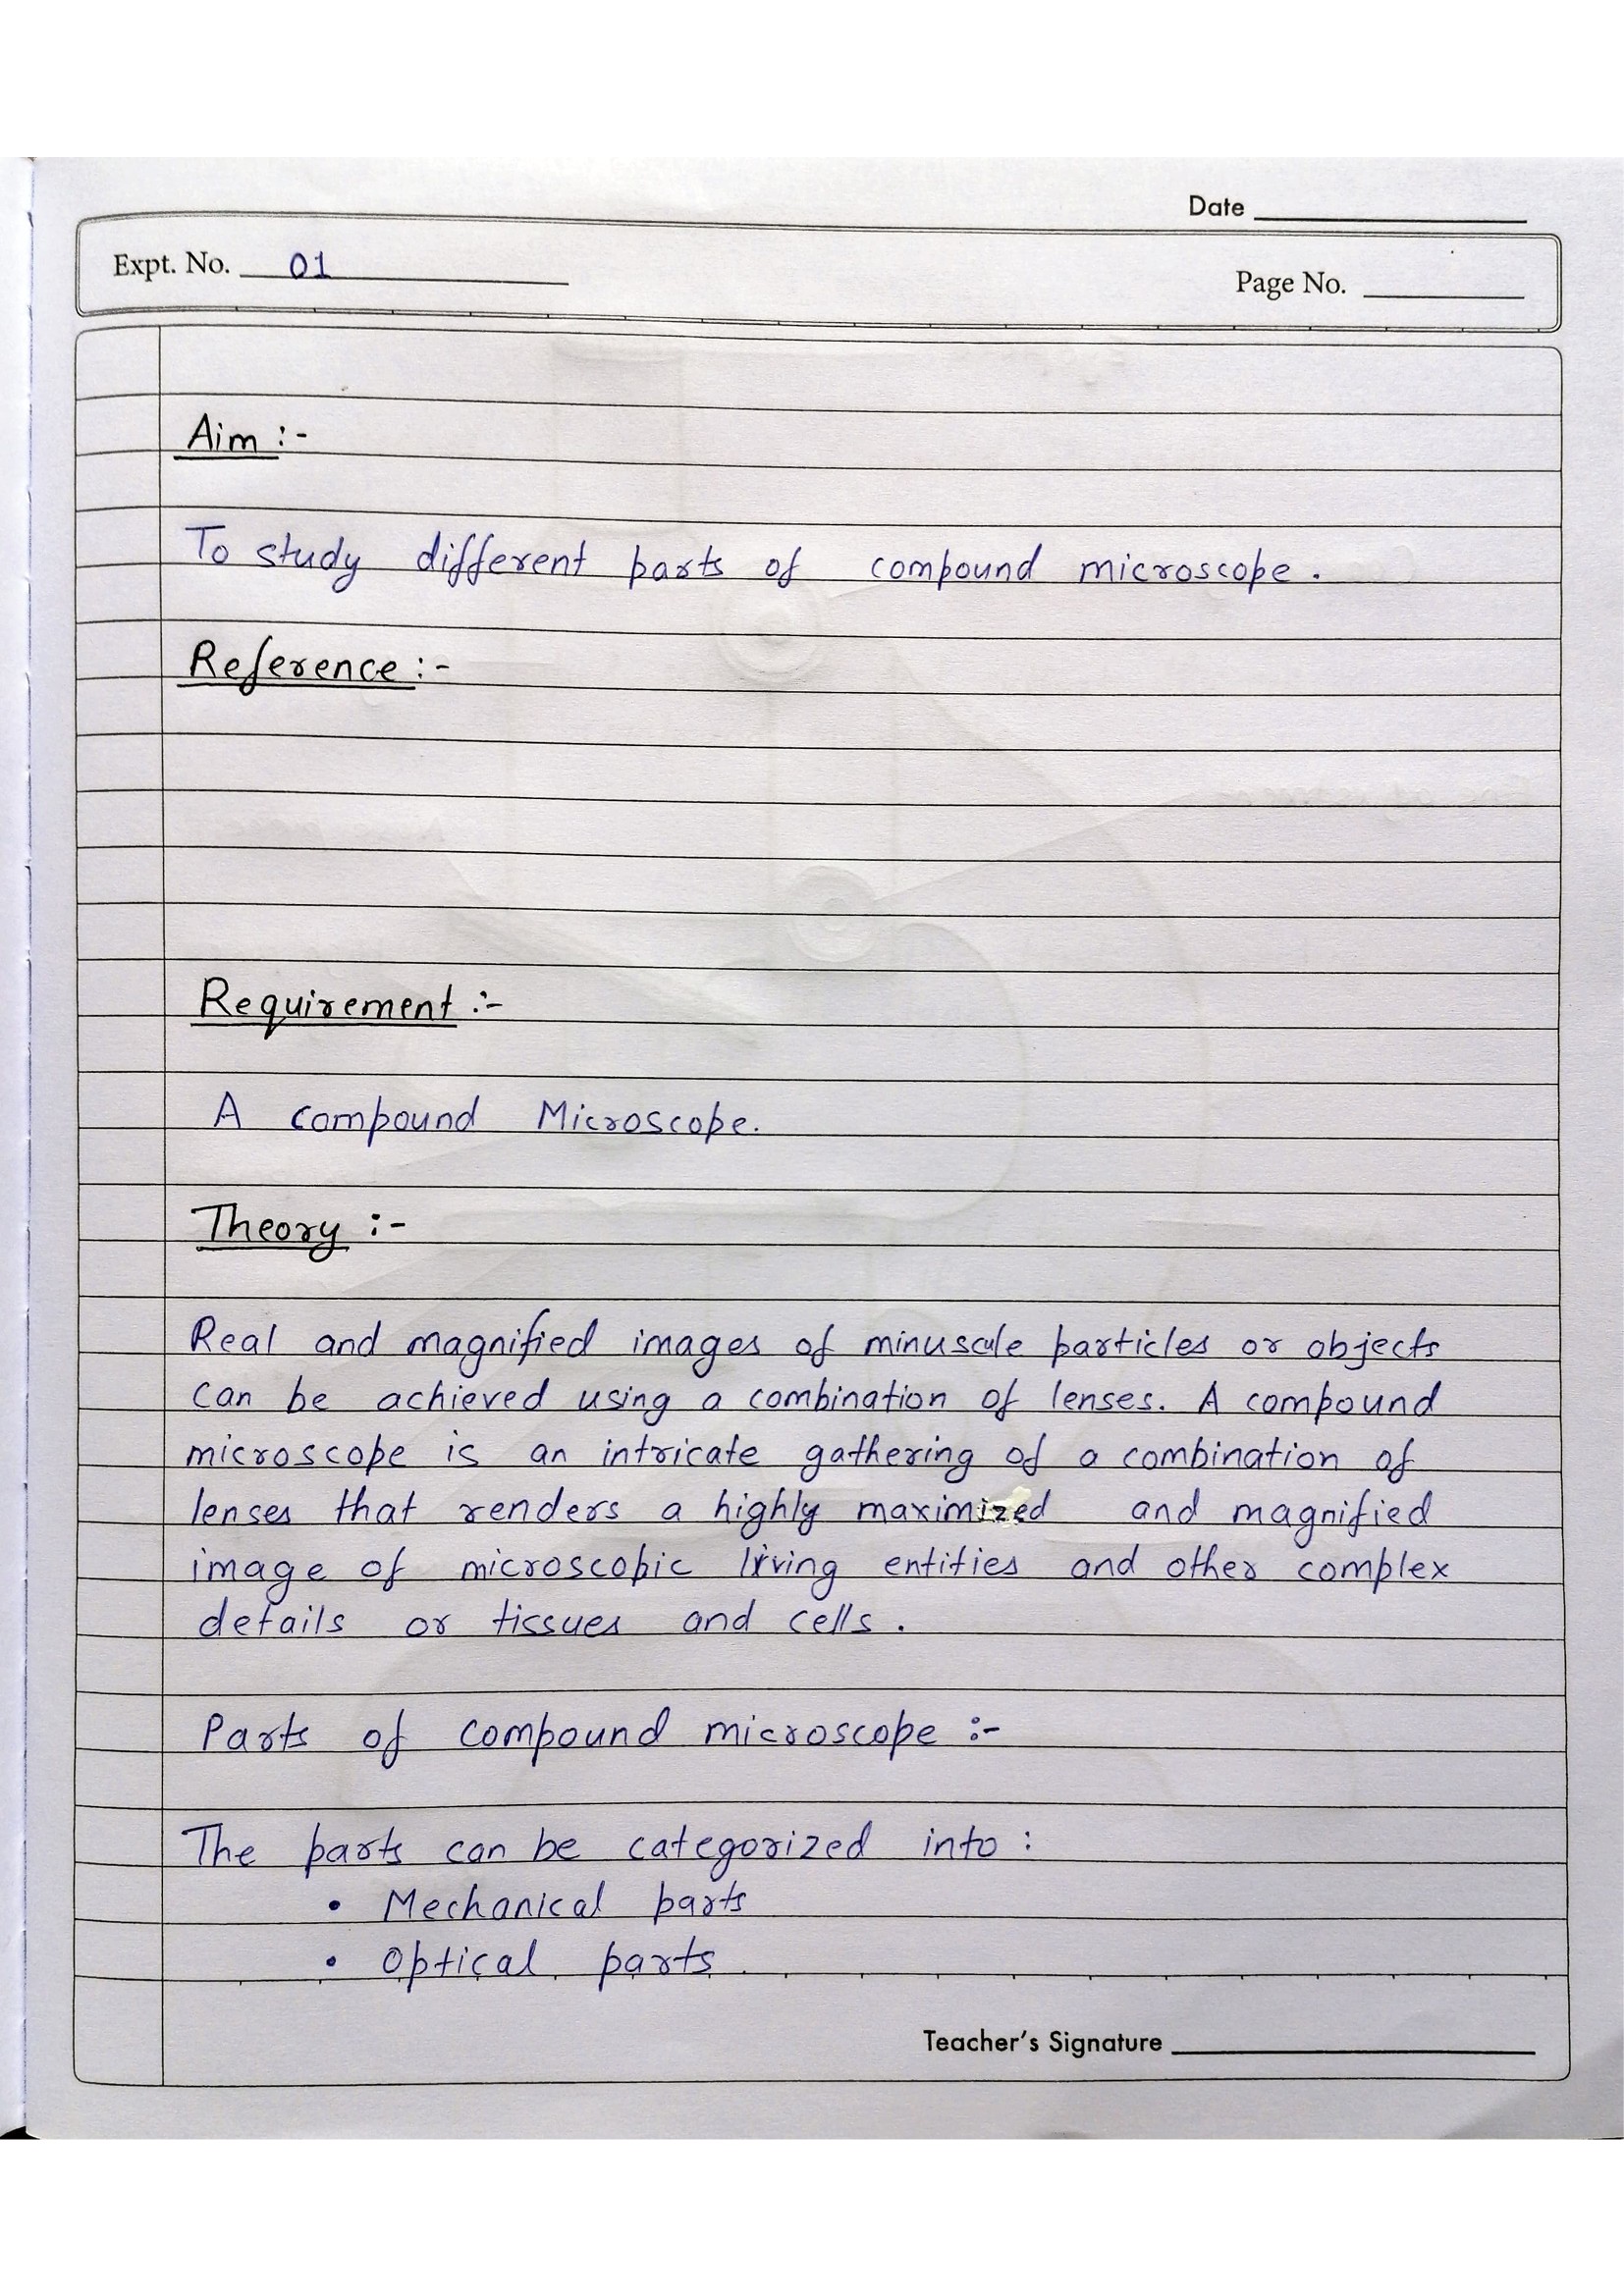 Date
Expt. No. 01
Page No.
Aim :-
To study different parts of compound microscope.
Reference :-
Requirement :-
A compound Microscope.
Theory :-
Real and magnified images of minuscule particles or objects
can be achieved using a combination of lenses. A compound
microscope is an intricate gathering of a combination of
lenses that renders a highly maximized and magnified
image of microscopic living entities and other complex
details or tissues and cells.
Parts of compound microscope :-
The parts can be categorized into :
• Mechanical parts
• Optical parts.
Teacher's Signature